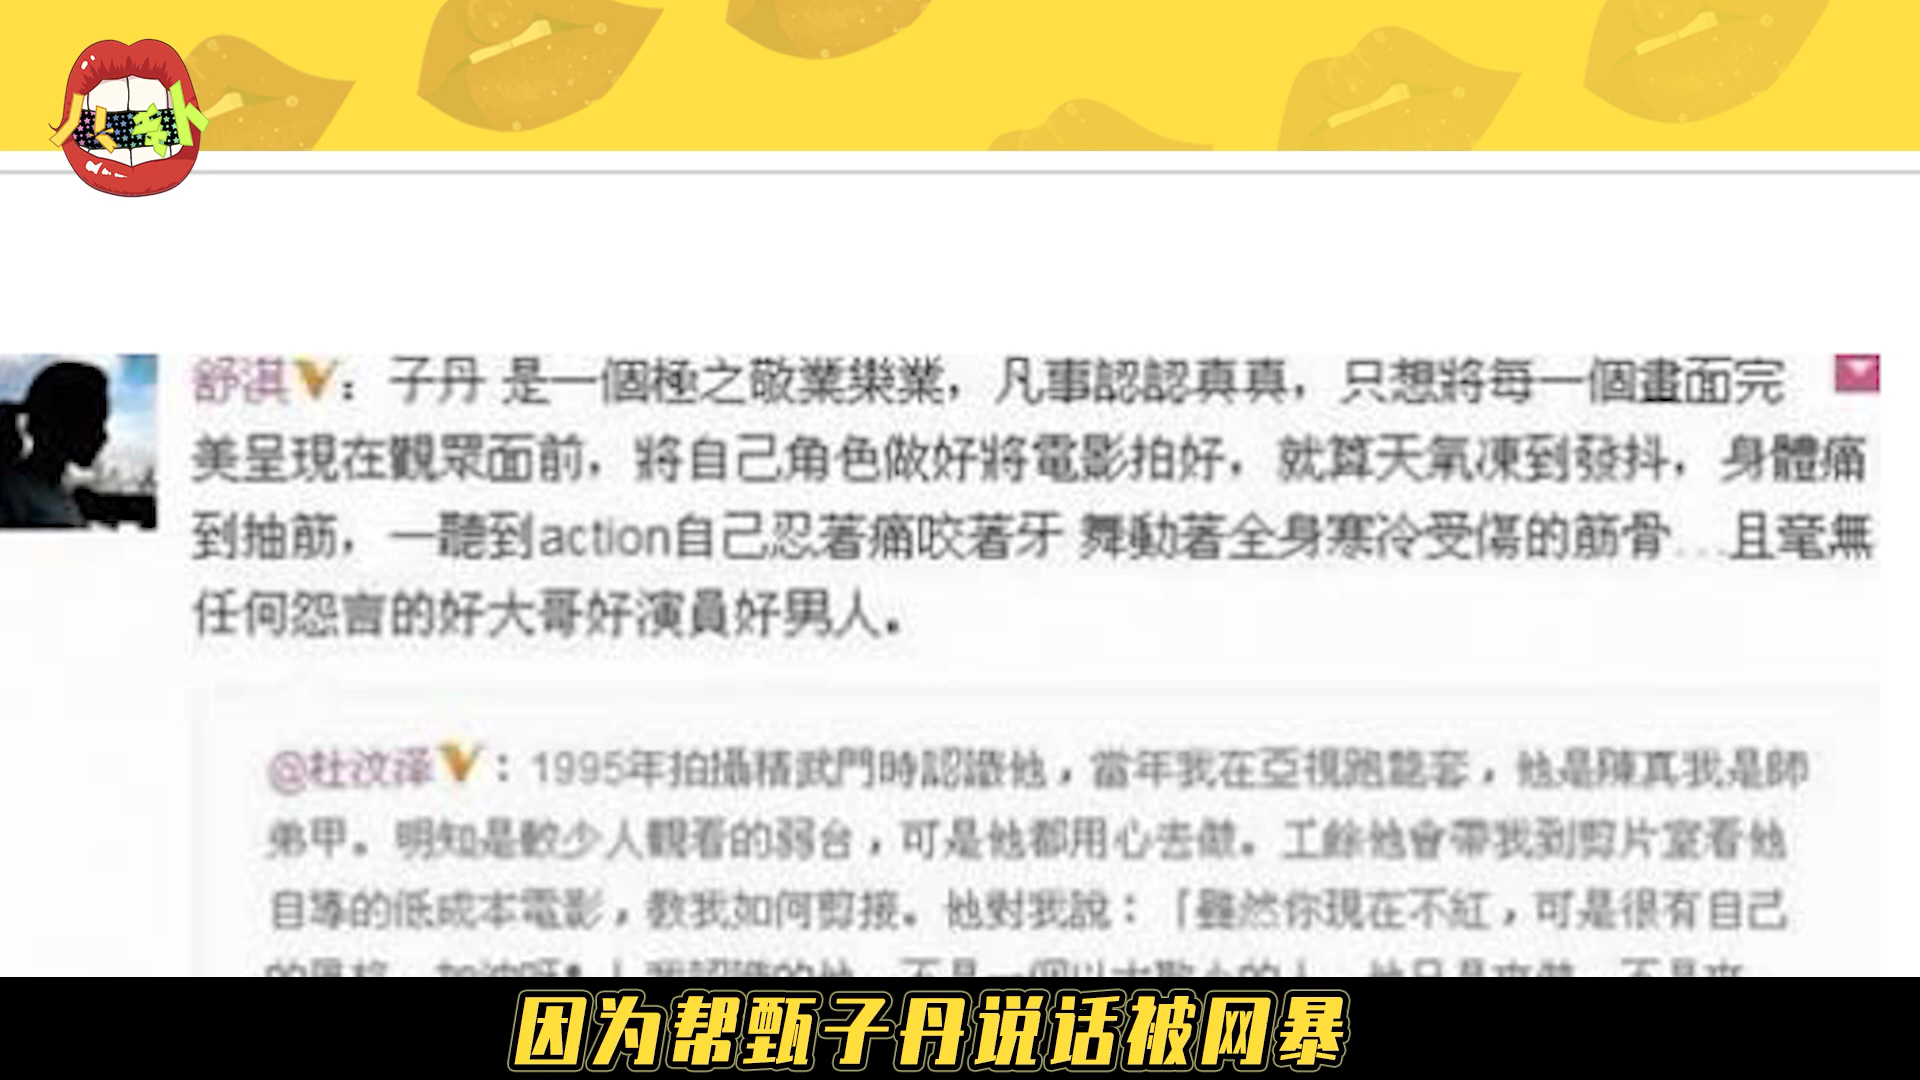 八卦
舒淇：子丹 是一個極之敬業樂業，凡事認認真真，只想將每一個畫面完
美呈現在觀眾面前，將自己角色做好將電影拍好，就算天氣凍到發抖，身體痛
到抽筋，一聽到action自己忍著痛咬著牙 舞動著全身寒冷受傷的筋骨…且毫無
任何怨言的好大哥好演員好男人。
@杜汶澤：1995年拍攝精武門時認識他，當年我在亞視跑龍套，他是陳真我是師
弟甲。明知是較少人觀看的弱台，可是他都用心去做。工餘他會帶我到剪片室看他
自導的低成本電影，教我如何剪接。他對我說：「雖然你現在不紅，可是很有自己
因为帮甄子丹说话被网暴